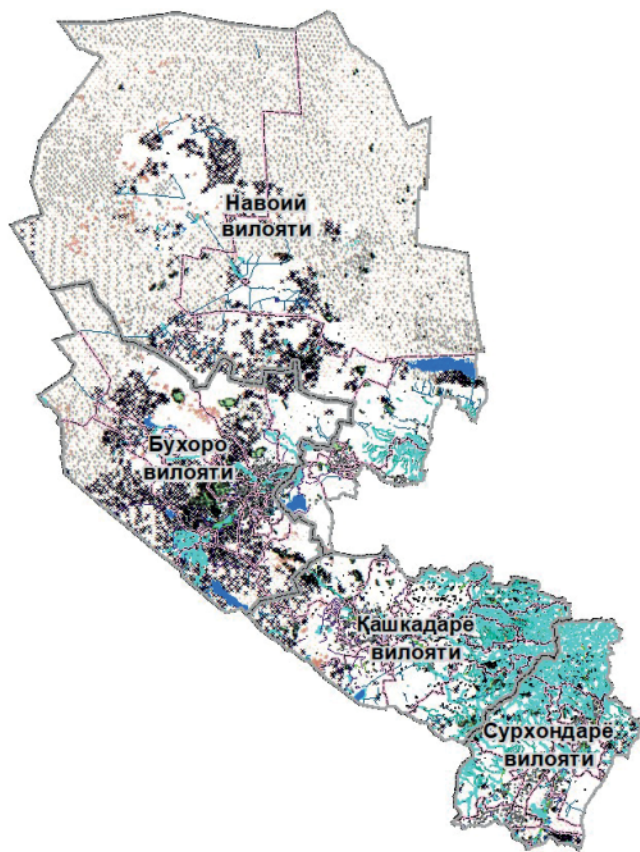 Навоий
вилояти
Бухоро
вилояти
Қашкадарё
вилояти
Сурхондарё
вилояти